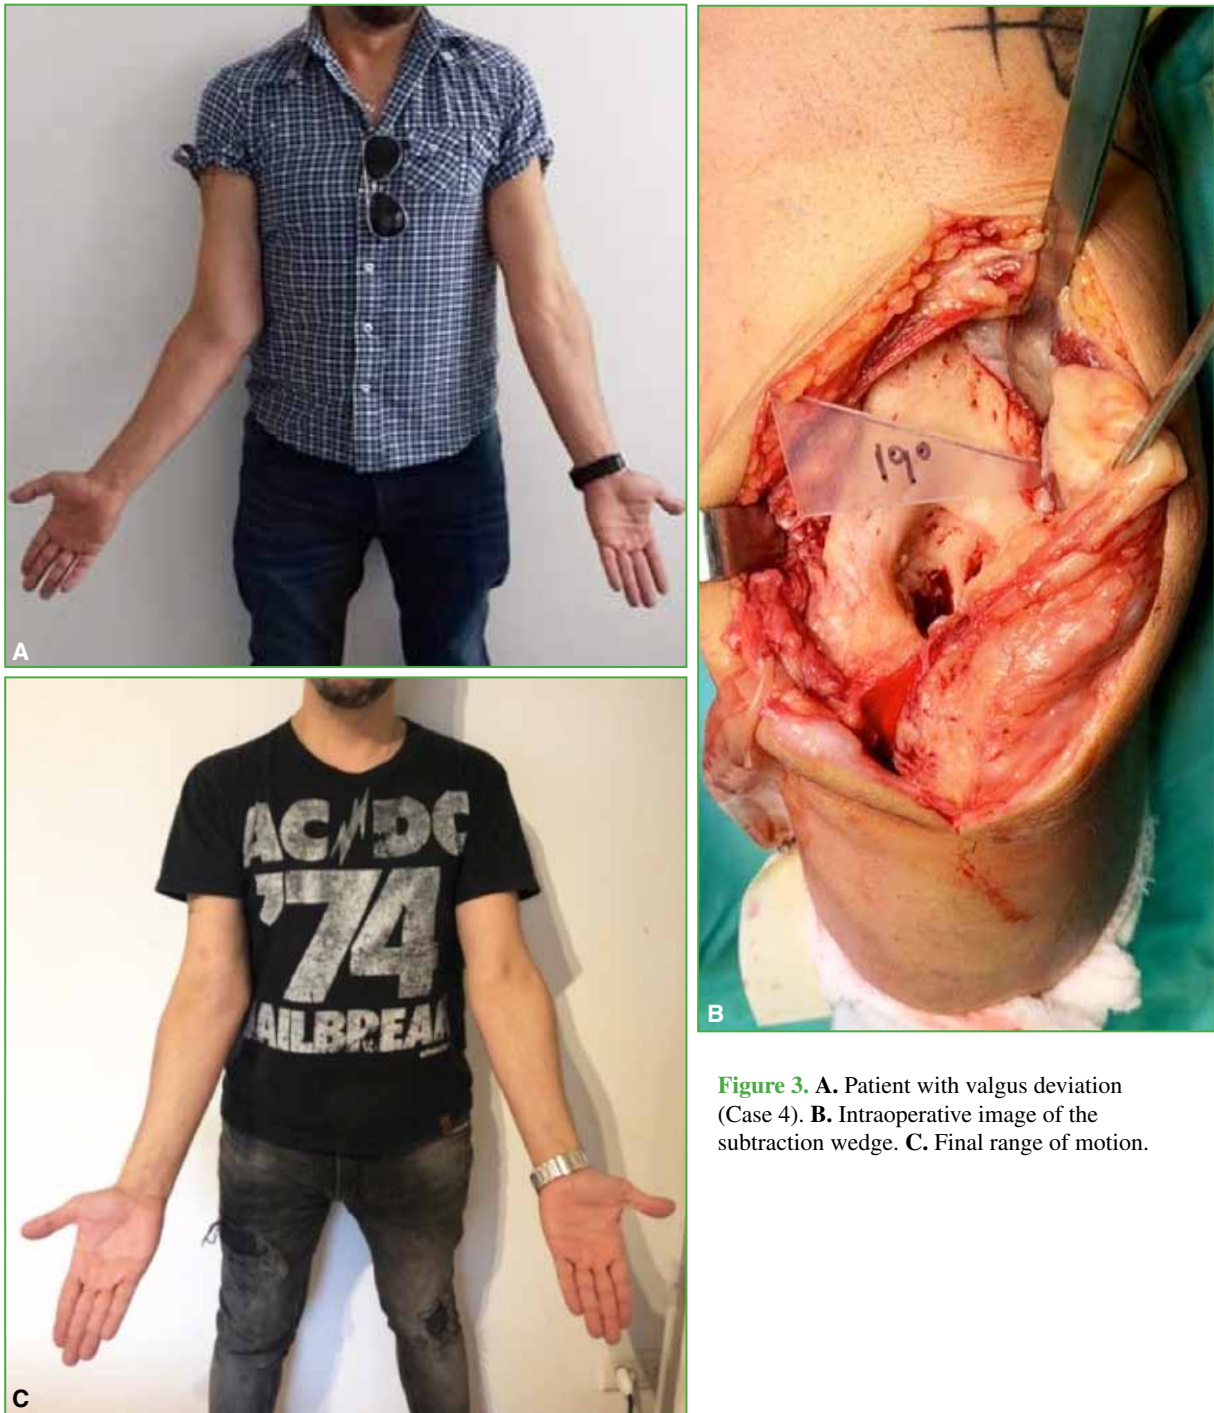 A
19°
B
AC DC
'74
AILBREA
C
Figure 3. A. Patient with valgus deviation
(Case 4). B. Intraoperative image of the
subtraction wedge. C. Final range of motion.